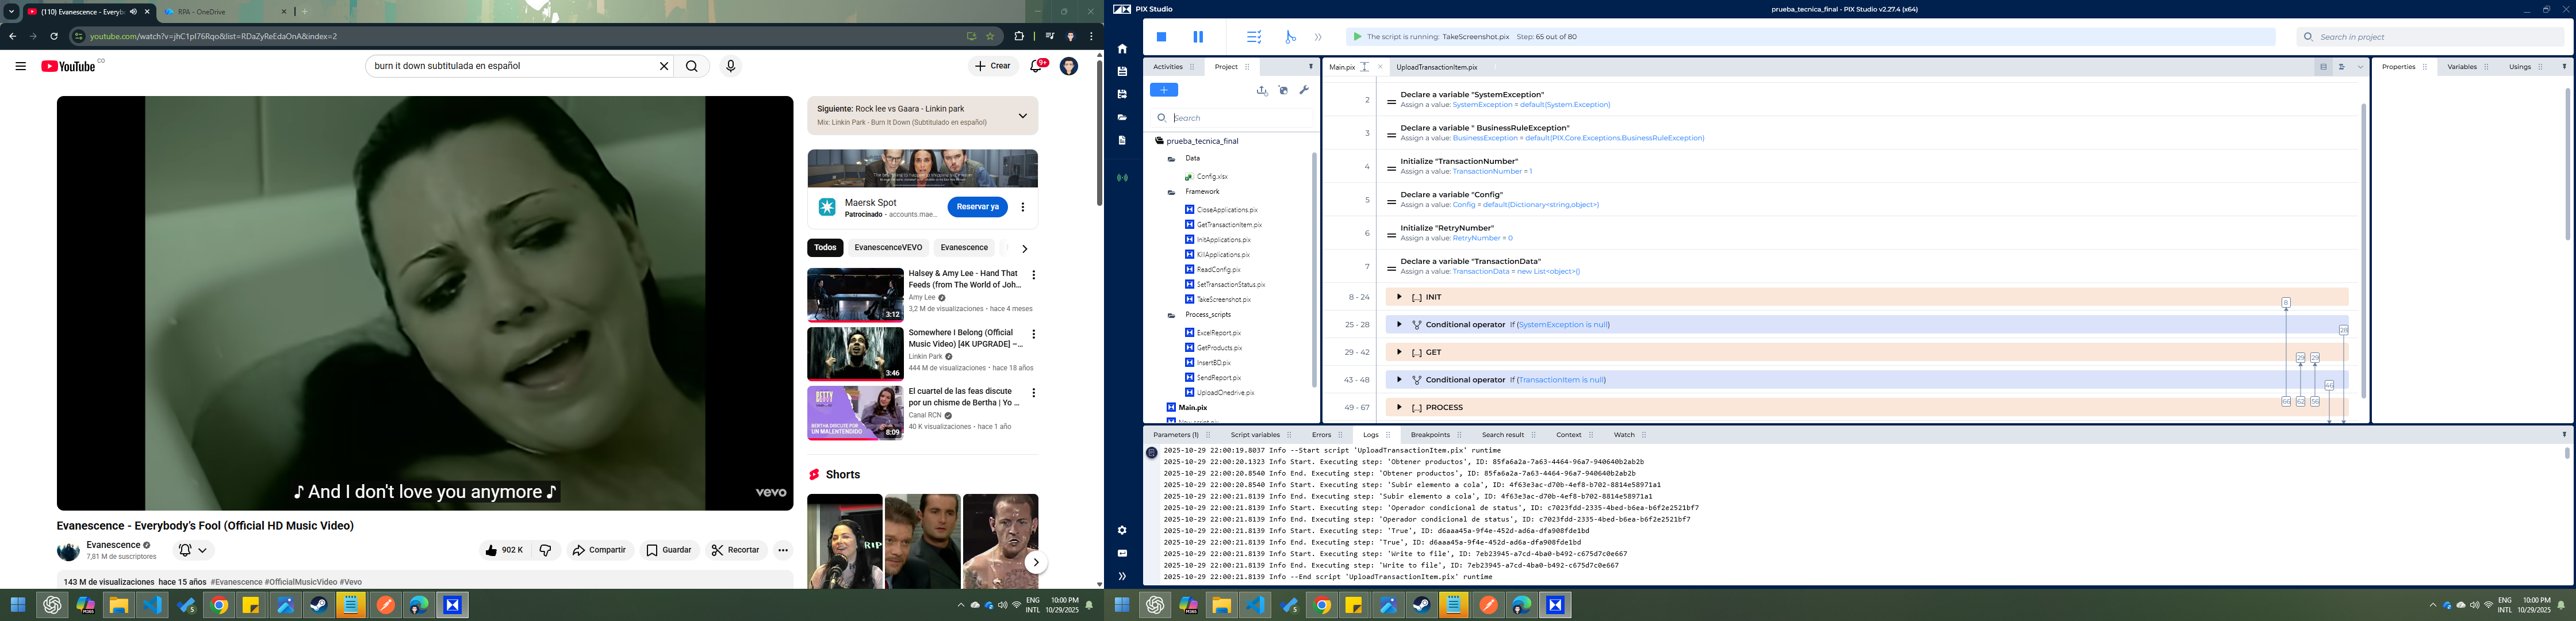 (110) Evanescence - Everybo
RPA - OneDrive
youtube.com/watch?v=jhC1pI76Rqo&list=RDaZyReEdaOnA&index=2
YouTube CO
burn it down subtitulada en español
Crear
9+
♪ And I don't love you anymore ♪
vevo
Evanescence - Everybody's Fool (Official HD Music Video)
Evanescence
7,81 M de suscriptores
902 K
Compartir
Guardar
Recortar
143 M de visualizaciones hace 15 años #Evanescence #OfficialMusicVideo #Vevo
Siguiente: Rock lee vs Gaara - Linkin park
Mix: Linkin Park - Burn It Down (Subtitulado en español)
Maersk Spot
Patrocinado · accounts.mae...
Reservar ya
Todos
EvanescenceVEVO
Evanescence
Halsey & Amy Lee - Hand That
Feeds (from The World of Joh...
Amy Lee
3,2 M de visualizaciones · hace 4 meses
3:12
Somewhere I Belong (Official
Music Video) [4K UPGRADE] –...
Linkin Park
444 M de visualizaciones · hace 18 años
3:46
El cuartel de las feas discute
por un chisme de Bertha | Yo ...
Canal RCN
40 K visualizaciones · hace 1 año
8:09
BETTY
BERTHA DISCUTE POR
UN MALENTENDIDO
Shorts
RIP
ENG
INTL
10:00 PM
10/29/2025
PIX Studio
prueba_tecnica_final - PIX Studio v2.27.4 (x64)
The script is running: TakeScreenshot.pix Step: 65 out of 80
Search in project
Activities
Project
Search
prueba_tecnica_final
Data
Config.xlsx
Framework
CloseApplications.pix
GetTransactionItem.pix
InitApplications.pix
KillApplications.pix
ReadConfig.pix
SetTransactionStatus.pix
TakeScreenshot.pix
Process_scripts
ExcelReport.pix
GetProducts.pix
InsertBD.pix
SendReport.pix
UploadOnedrive.pix
Main.pix
Main.pix
UploadTransactionItem.pix
2
Declare a variable "SystemException"
Assign a value: SystemException = default(System.Exception)
3
Declare a variable " BusinessRuleException"
Assign a value: BusinessException = default(PIX.Core.Exceptions.BusinessRuleException)
4
Initialize "TransactionNumber"
Assign a value: TransactionNumber = 1
5
Declare a variable "Config"
Assign a value: Config = default(Dictionary<string,object>)
6
Initialize "RetryNumber"
Assign a value: RetryNumber = 0
7
Declare a variable "TransactionData"
Assign a value: TransactionData = new List<object>()
8 - 24 [...] INIT
25 - 28 Conditional operator If (SystemException is null)
29 - 42 [...] GET
43 - 48 Conditional operator If (TransactionItem is null)
49 - 67 [...] PROCESS
Properties
Variables
Usings
Parameters (1)
Script variables
Errors
Logs
Breakpoints
Search result
Context
Watch
2025-10-29 22:00:19.8037 Info --Start script 'UploadTransactionItem.pix' runtime
2025-10-29 22:00:20.1323 Info Start. Executing step: 'Obtener productos', ID: 85fa6a2a-7a63-4464-96a7-940640b2ab2b
2025-10-29 22:00:20.8540 Info End. Executing step: 'Obtener productos', ID: 85fa6a2a-7a63-4464-96a7-940640b2ab2b
2025-10-29 22:00:20.8540 Info Start. Executing step: 'Subir elemento a cola', ID: 4f63e3ac-d70b-4ef8-b702-8814e58971a1
2025-10-29 22:00:21.8139 Info End. Executing step: 'Subir elemento a cola', ID: 4f63e3ac-d70b-4ef8-b702-8814e58971a1
2025-10-29 22:00:21.8139 Info Start. Executing step: 'Operador condicional de status', ID: c7023fdd-2335-4bed-b6ea-b6f2e2521bf7
2025-10-29 22:00:21.8139 Info End. Executing step: 'Operador condicional de status', ID: c7023fdd-2335-4bed-b6ea-b6f2e2521bf7
2025-10-29 22:00:21.8139 Info Start. Executing step: 'True', ID: d6aaa45a-9f4e-452d-ad6a-dfa908fde1bd
2025-10-29 22:00:21.8139 Info End. Executing step: 'True', ID: d6aaa45a-9f4e-452d-ad6a-dfa908fde1bd
2025-10-29 22:00:21.8139 Info Start. Executing step: 'Write to file', ID: 7eb23945-a7cd-4ba0-b492-c675d7c0e667
2025-10-29 22:00:21.8139 Info End. Executing step: 'Write to file', ID: 7eb23945-a7cd-4ba0-b492-c675d7c0e667
2025-10-29 22:00:21.8139 Info --End script 'UploadTransactionItem.pix' runtime
ENG
INTL
10:00 PM
10/29/2025